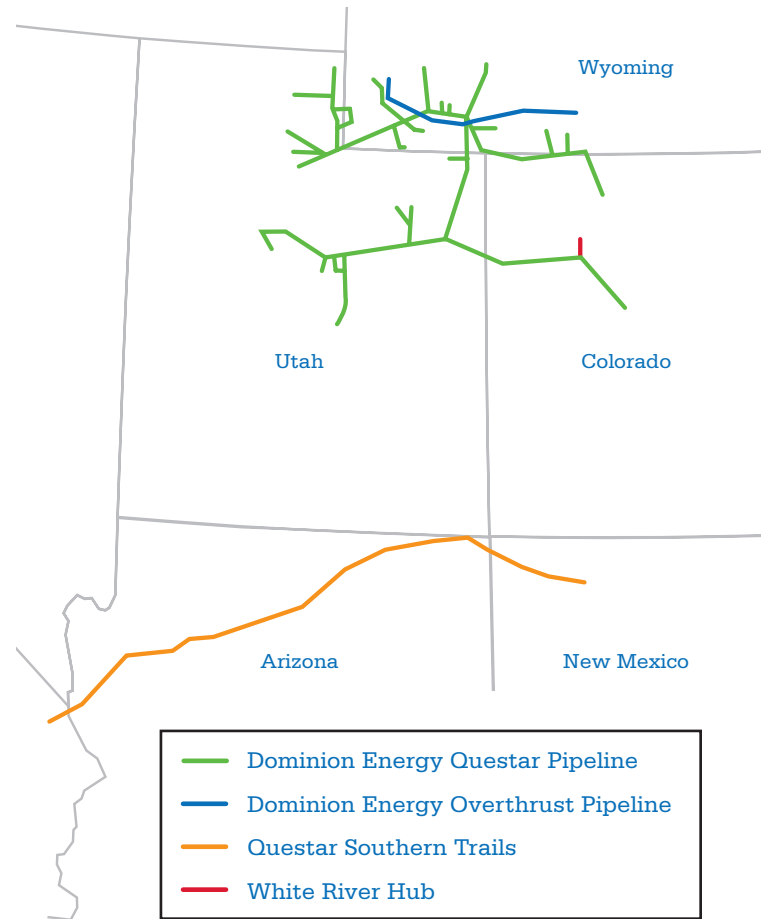 Wyoming
Utah
Colorado
Arizona
New Mexico
Dominion Energy Questar Pipeline
Dominion Energy Overthrust Pipeline
Questar Southern Trails
White River Hub